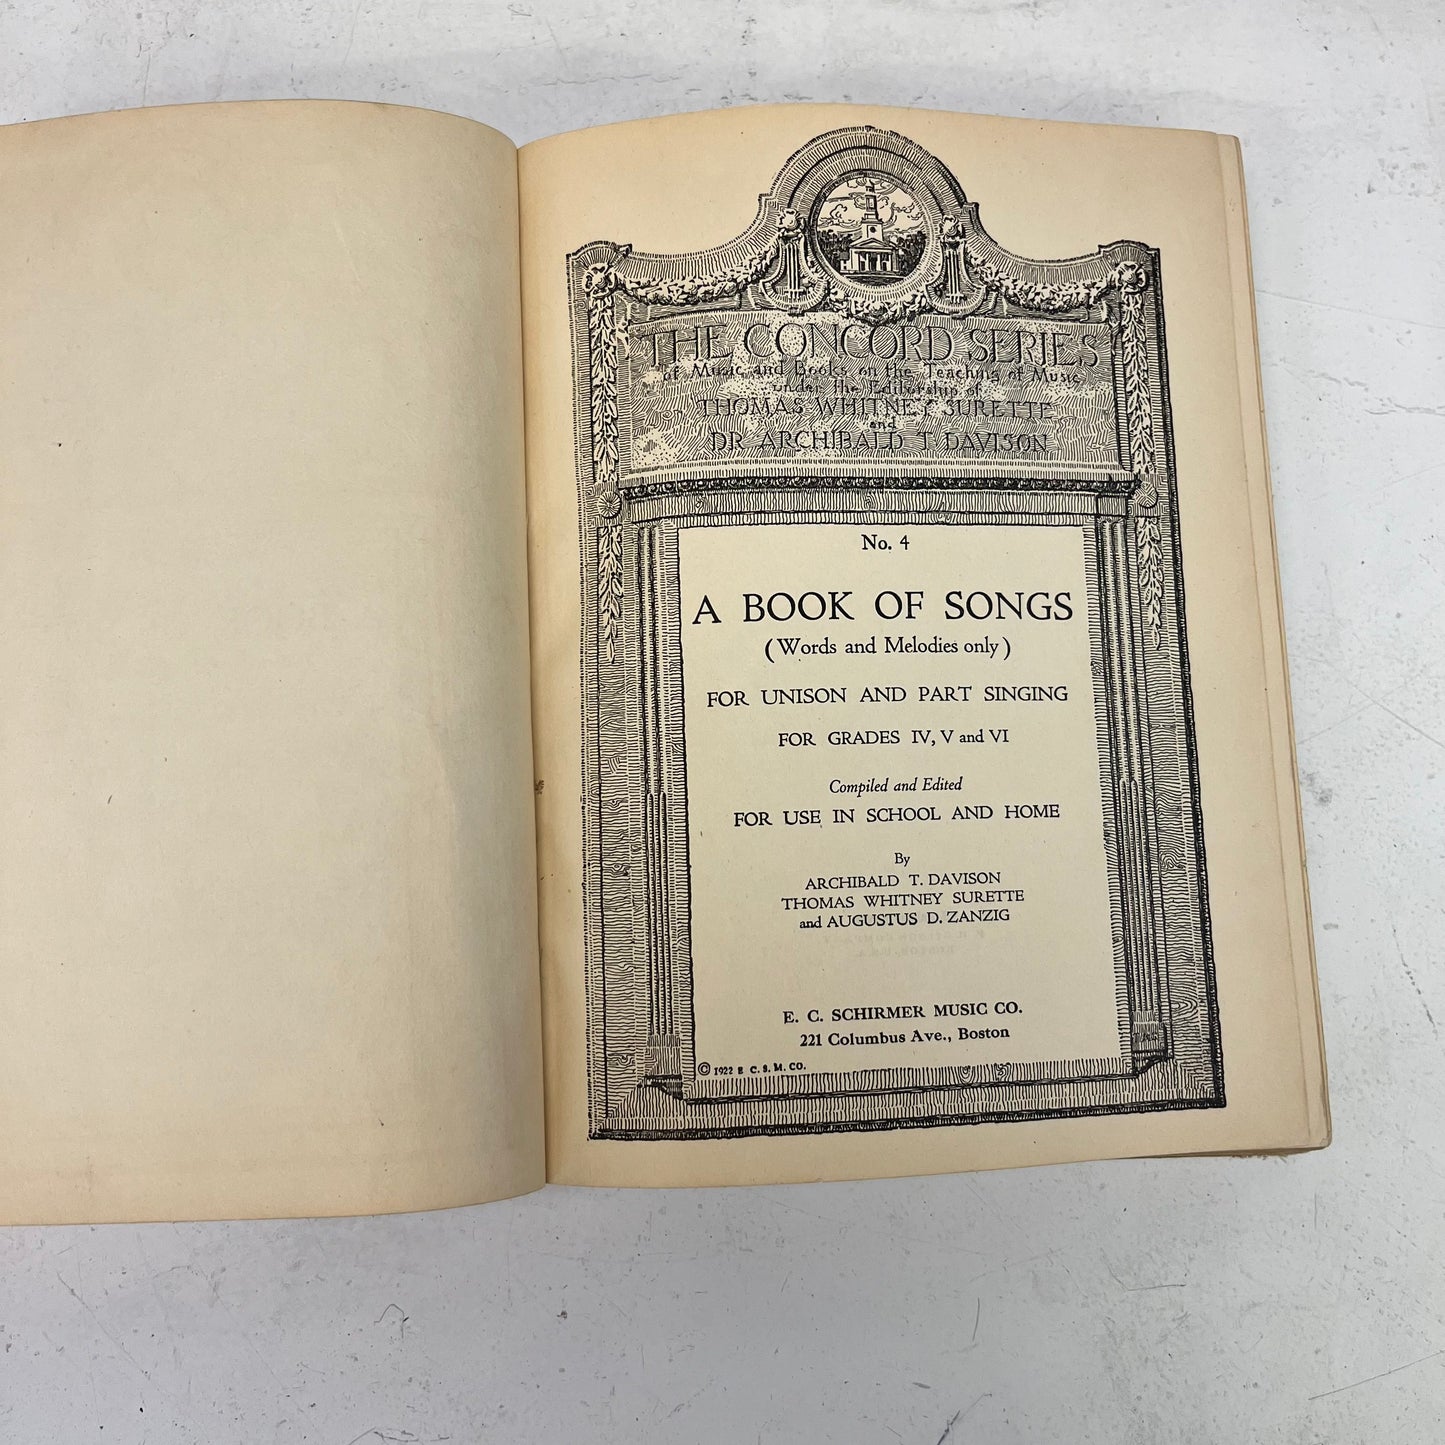 THE CONCORD SERIES
of Music and Books on the Teaching of Music
under the Editorship of
THOMAS WHITNEY SURETTE
and
DR ARCHIBALD T DAVISON
No. 4
A BOOK OF SONGS
(Words and Melodies only)
FOR UNISON AND PART SINGING
FOR GRADES IV, V and VI
Compiled and Edited
FOR USE IN SCHOOL AND HOME
By
ARCHIBALD T. DAVISON
THOMAS WHITNEY SURETTE
and AUGUSTUS D. ZANZIG
E. C. SCHIRMER MUSIC CO.
221 Columbus Ave., Boston
© 1922 E C. S. M. CO.